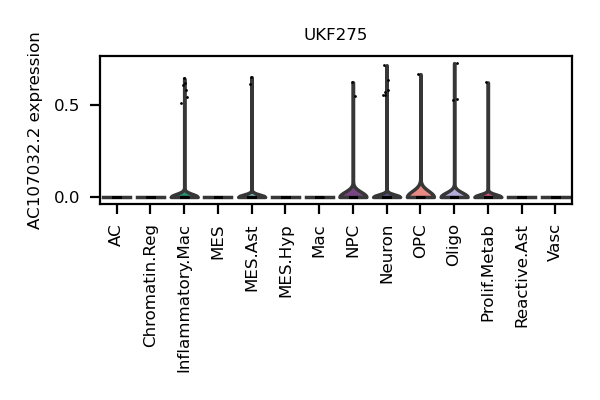 UKF275
AC107032.2 expression
0.5
0.0
AC
Chromatin.Reg
Inflammatory.Mac
MES
MES.Ast
MES.Hyp
Mac
NPC
Neuron
OPC
Oligo
Prolif.Metab
Reactive.Ast
Vasc